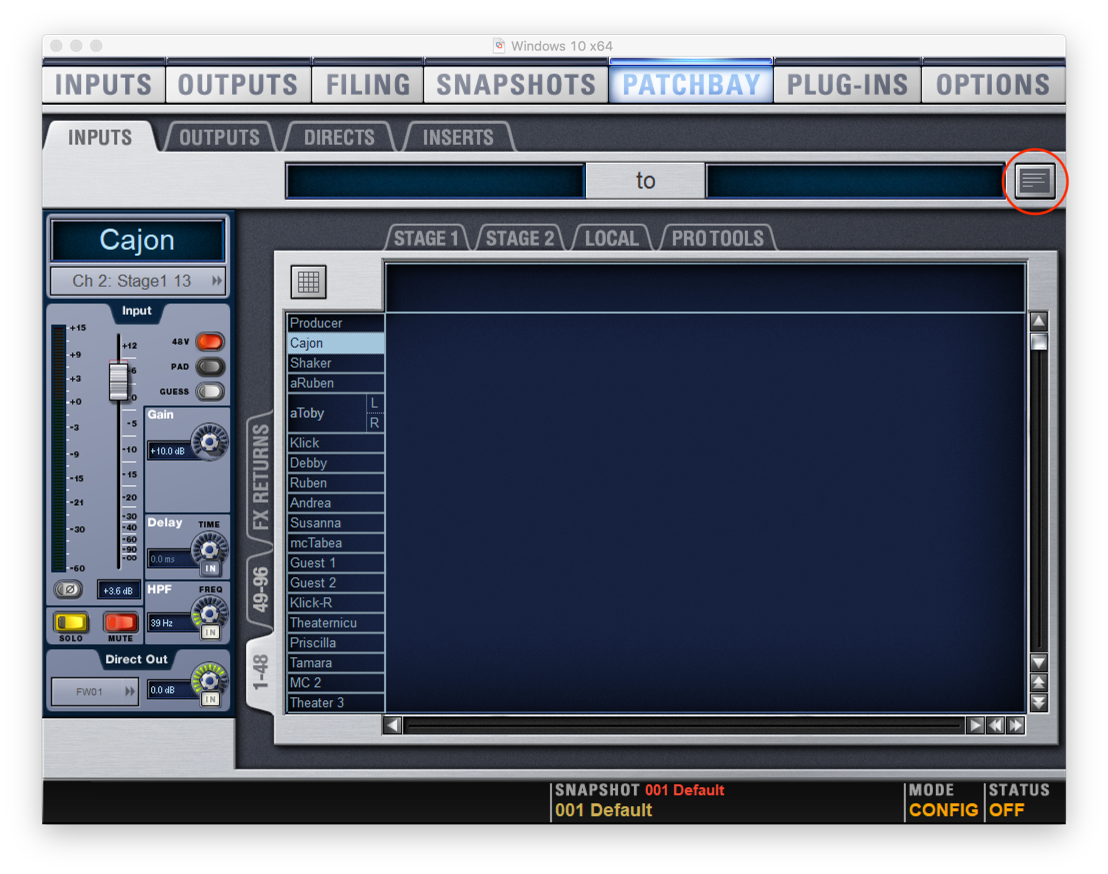 Windows 10 x64
INPUTS OUTPUTS FILING SNAPSHOTS PATCHBAY PLUG-INS OPTIONS
INPUTS OUTPUTS DIRECTS INSERTS
to
Cajon
Ch 2: Stage1 13
STAGE 1 STAGE 2 LOCAL PRO TOOLS
Input
+15
+9
+3
+0
-3
-9
-15
-21
-30
-60
+12
6
0
-5
-10
-15
-20
-30
-40
-60
-90
-00
48V
PAD
GUESS
Gain
+10.0 dB
Delay TIME
0.0 ms
IN
HPF FREQ
39 Hz
IN
Ø
+3.6 dB
SOLO MUTE
Direct Out
FW01
0.0 dB
IN
FX RETURNS
49-96
1-48
Producer
Cajon
Shaker
aRuben
aToby L
R
Klick
Debby
Ruben
Andrea
Susanna
mcTabea
Guest 1
Guest 2
Klick-R
Theaternicu
Priscilla
Tamara
MC 2
Theater 3
SNAPSHOT 001 Default
001 Default
MODE
CONFIG
STATUS
OFF